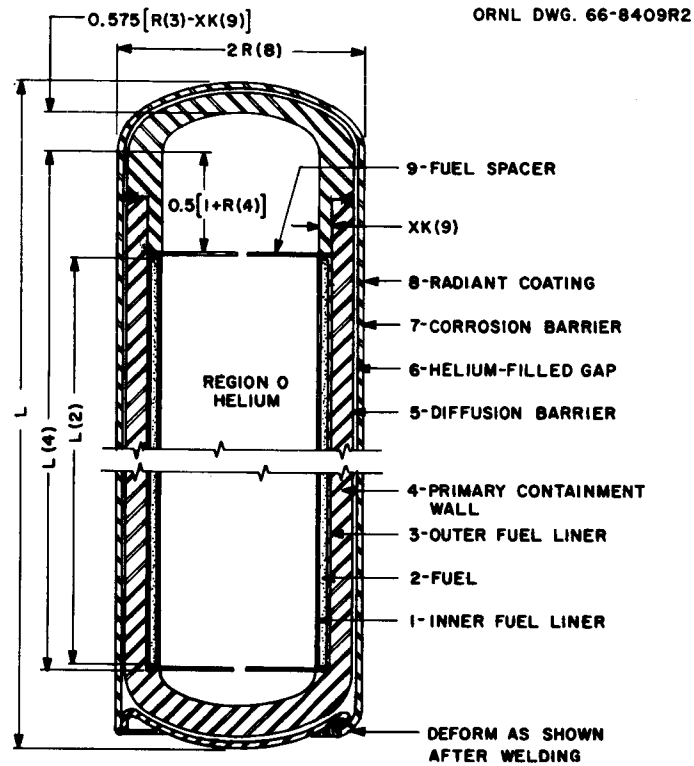 ORNL DWG. 66-8409R2
0.575[R(3)-XK(9)]
2R(8)
9-FUEL SPACER
0.5[1+R(4)]
XK(9)
8-RADIANT COATING
7-CORROSION BARRIER
6-HELIUM-FILLED GAP
REGION O
HELIUM
5-DIFFUSION BARRIER
L
L(4)
L(2)
4-PRIMARY CONTAINMENT
WALL
3-OUTER FUEL LINER
2-FUEL
1-INNER FUEL LINER
DEFORM AS SHOWN
AFTER WELDING